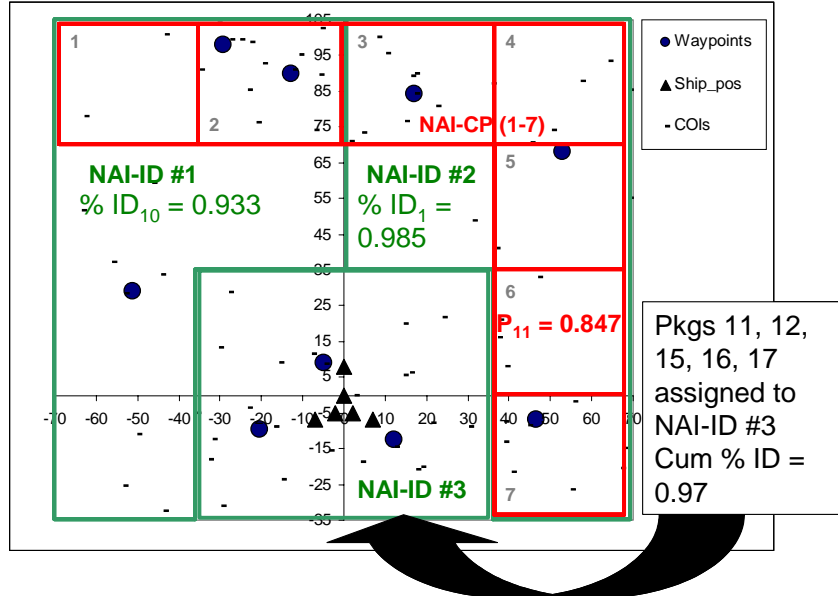 105
95
85
75
65
55
45
35
25
15
5
-5
-15
-25
-35
-70 -60 -50 -40 -30 -20 -10 0 10 20 30 40 50 60 70
1
2
3
4
5
6
7
NAI-CP (1-7)
NAI-ID #1
% ID10 = 0.933
NAI-ID #2
% ID1 =
0.985
P11 = 0.847
NAI-ID #3
Waypoints
Ship_pos
COIs
Pkgs 11, 12,
15, 16, 17
assigned to
NAI-ID #3
Cum % ID =
0.97